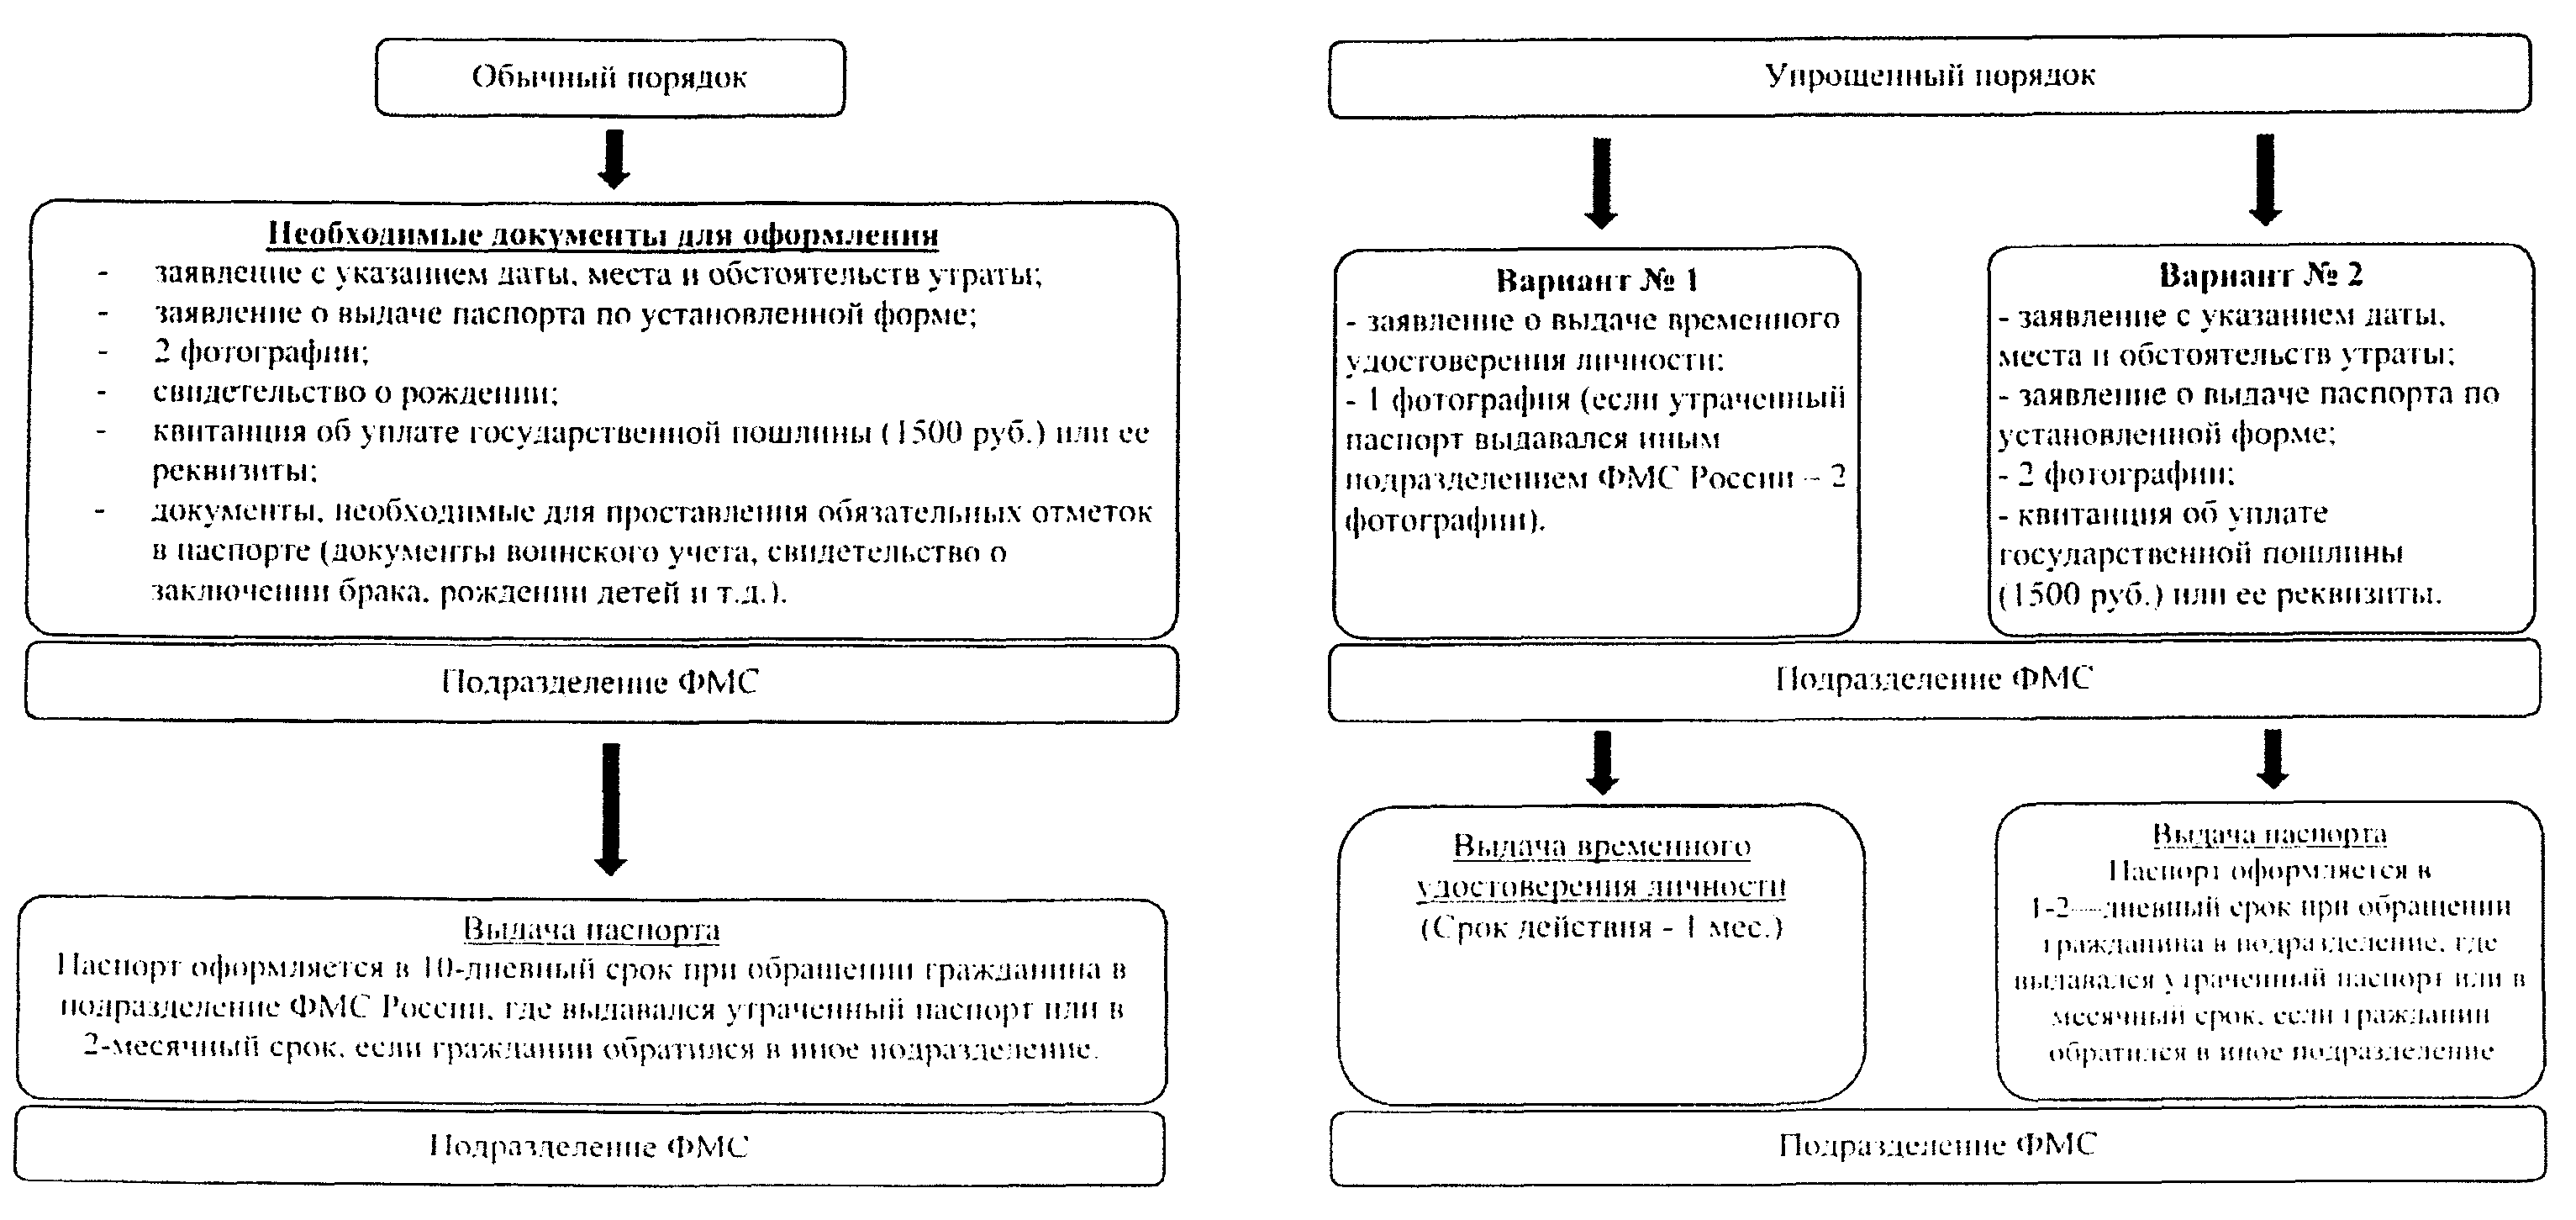 Обычный порядок
Необходимые документы для оформления
- заявление с указанием даты, места и обстоятельств утраты;
- заявление о выдаче паспорта по установленной форме;
- 2 фотографии;
- свидетельство о рождении;
- квитанция об уплате государственной пошлины (1500 руб.) или ее
реквизиты;
- документы, необходимые для проставления обязательных отметок
в паспорте (документы воинского учета, свидетельство о
заключении брака, рождении детей и т.д.).
Подразделение ФМС
Выдача паспорта
Паспорт оформляется в 10-дневный срок при обращении гражданина в
подразделение ФМС России, где выдавался утраченный паспорт или в
2-месячный срок, если гражданин обратился в иное подразделение.
Подразделение ФМС
Упрощенный порядок
Вариант № 1
- заявление о выдаче временного
удостоверения личности;
- 1 фотография (если утраченный
паспорт выдавался иным
подразделением ФМС России – 2
фотографии).
Вариант № 2
- заявление с указанием даты,
места и обстоятельств утраты;
- заявление о выдаче паспорта по
установленной форме;
- 2 фотографии;
- квитанция об уплате
государственной пошлины
(1500 руб.) или ее реквизиты.
Подразделение ФМС
Выдача временного
удостоверения личности
(Срок действия - 1 мес.)
Выдача паспорта
Паспорт оформляется в
1-2—дневный срок при обращении
гражданина в подразделение, где
выдавался утраченный паспорт или в
месячный срок, если гражданин
обратился в иное подразделение
Подразделение ФМС